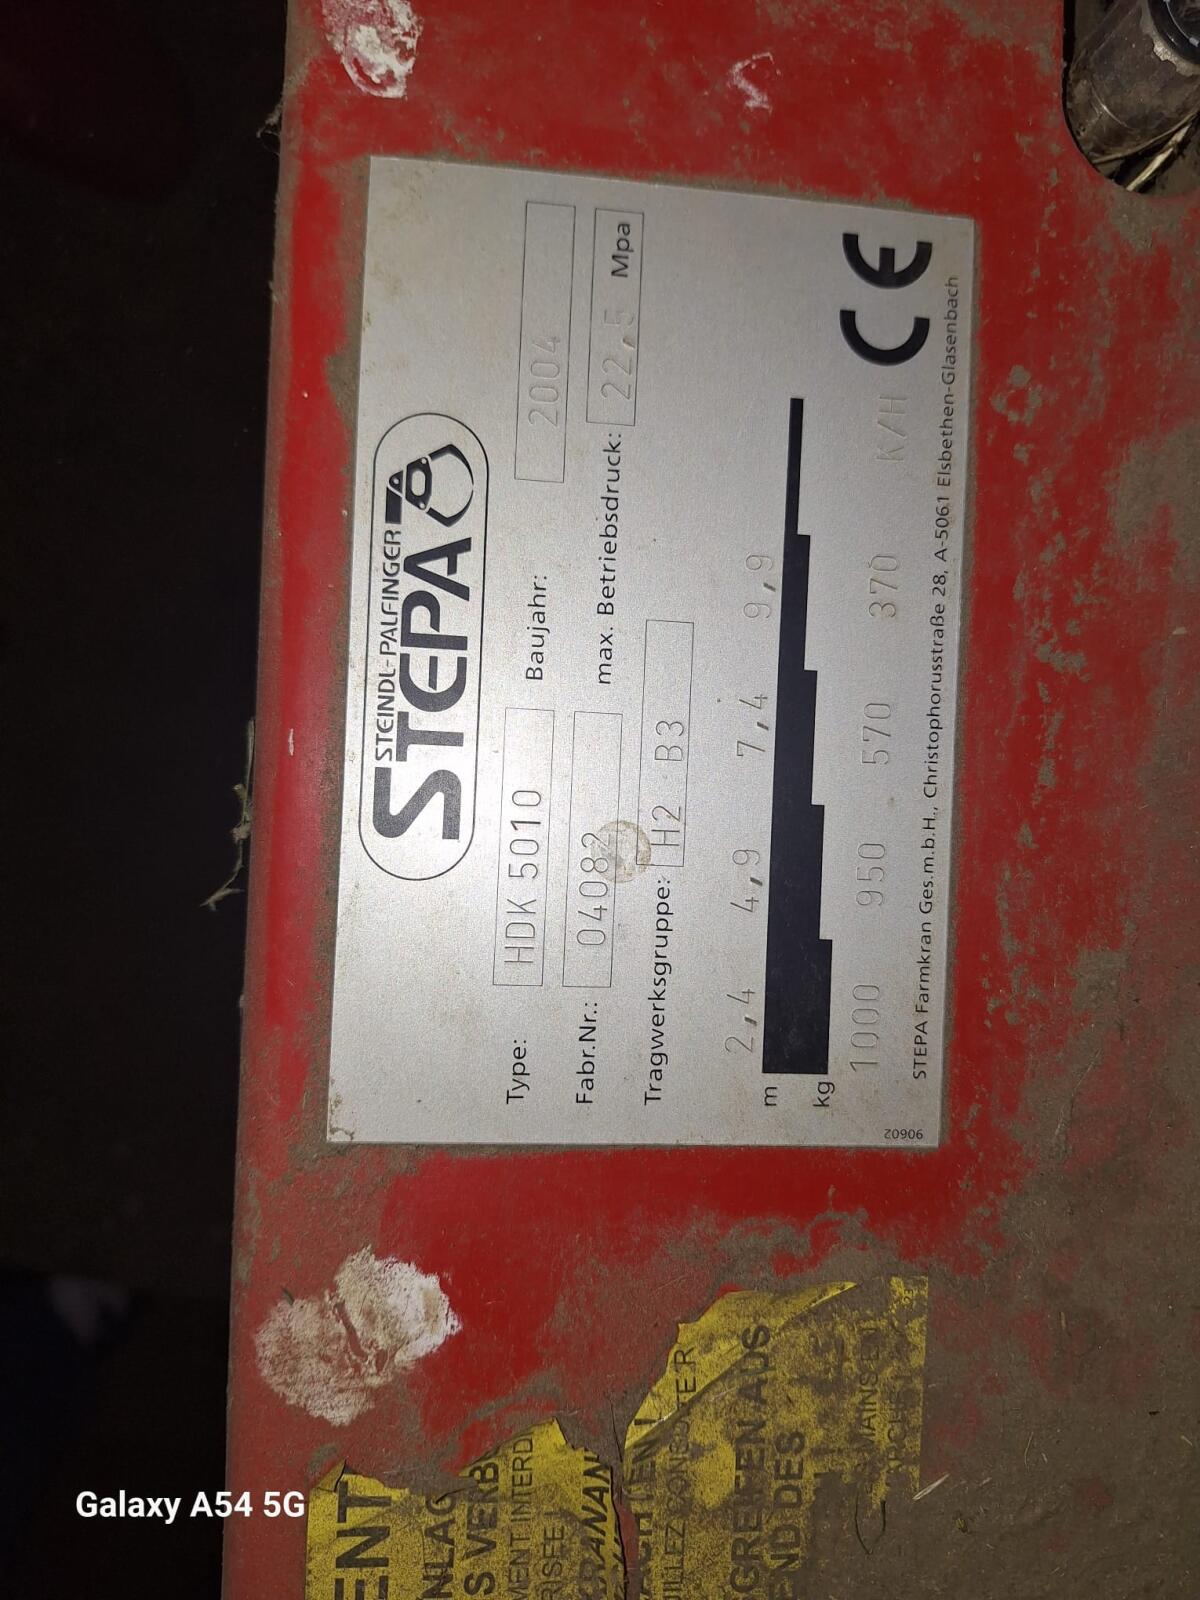 STEINDL-PALFINGER
STEPA
Type: HDK 5010 Baujahr: 2004
Fabr.Nr.: 04082 max. Betriebsdruck: 22,5 Mpa
Tragwerksgruppe: H2 B3
m 2,4 4,9 7,4 9,9
kg 1000 950 570 370 K/H
CE
STEPA Farmkran Ges.m.b.H., Christophorusstraße 28, A-5061 Elsbethen-Glasenbach
90602
Galaxy A54 5G